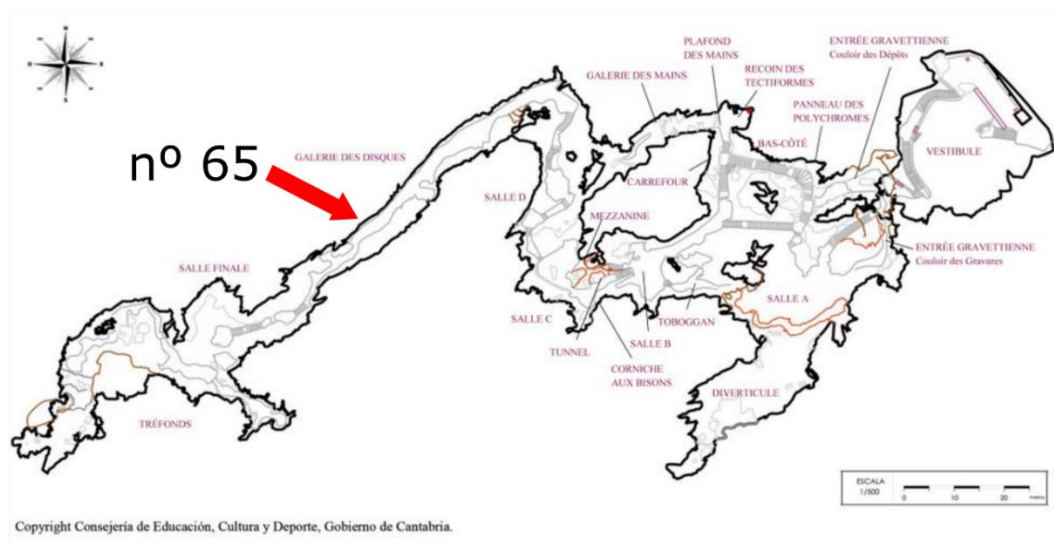 N
O
E
S
nº 65
PLAFOND
DES MAINS
ENTRÉE GRAVETTIENNE
Couloir des Dépôts
GALERIE DES MAINS
RECOIN DES
TECTIFORMES
PANNEAU DES
POLYCHROMES
BAS-CÔTÉ
VESTIBULE
GALERIE DES DISQUES
CARREFOUR
SALLE D
MEZZANINE
ENTRÉE GRAVETTIENNE
Couloir des Gravures
SALLE FINALE
SALLE A
SALLE C
TOBOGGAN
TUNNEL
SALLE B
CORNICHE
AUX BISONS
DIVERTICULE
TRÉFONDS
ESCALA
1/500
0 10 20
Copyright Consejería de Educación, Cultura y Deporte, Gobierno de Cantabria.